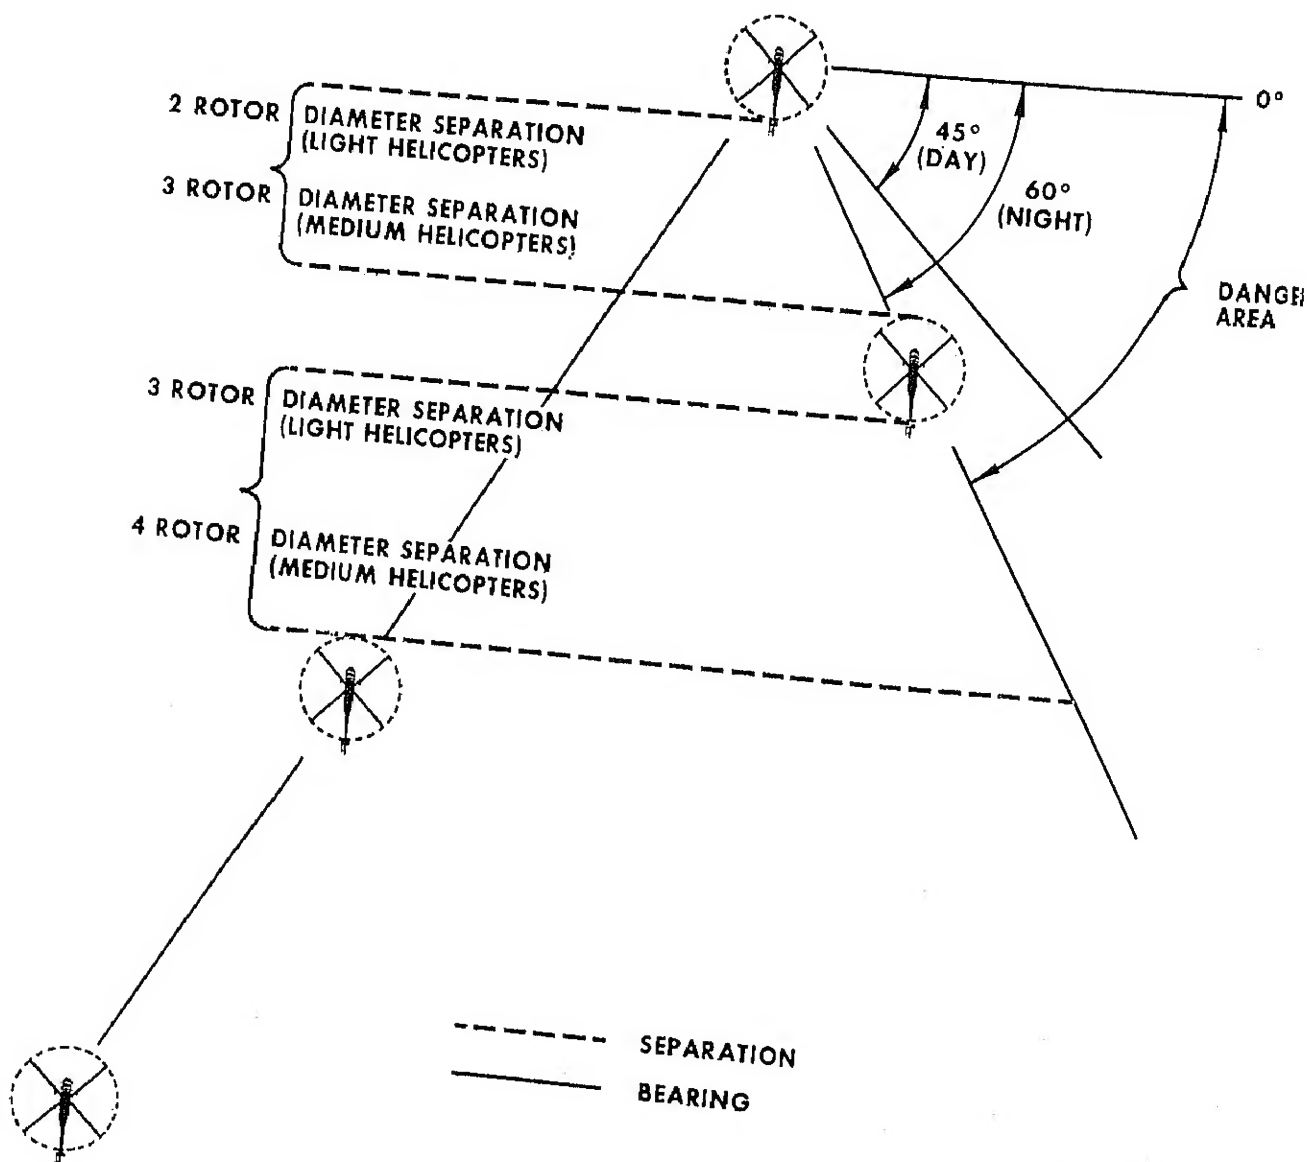 0°
45°
(DAY)
60°
(NIGHT)
DANGER
AREA
2 ROTOR
DIAMETER SEPARATION
(LIGHT HELICOPTERS)
3 ROTOR
DIAMETER SEPARATION
(MEDIUM HELICOPTERS)
3 ROTOR
DIAMETER SEPARATION
(LIGHT HELICOPTERS)
4 ROTOR
DIAMETER SEPARATION
(MEDIUM HELICOPTERS)
SEPARATION
BEARING